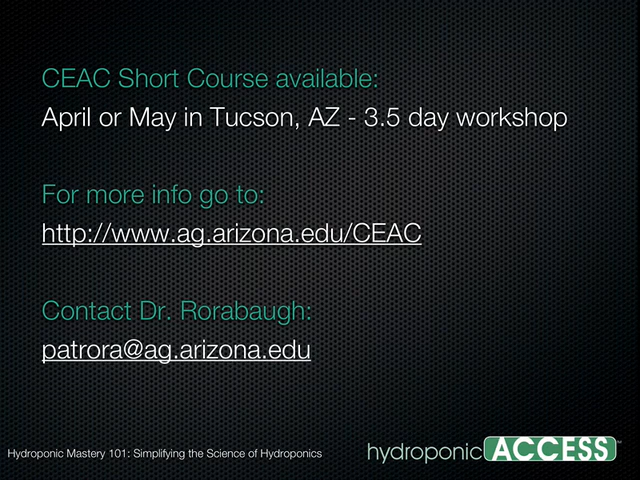 CEAC Short Course available:
April or May in Tucson, AZ - 3.5 day workshop
For more info go to:
http://www.ag.arizona.edu/CEAC
Contact Dr. Rorabaugh:
patrora@ag.arizona.edu
Hydroponic Mastery 101: Simplifying the Science of Hydroponics
hydroponic ACCESS™